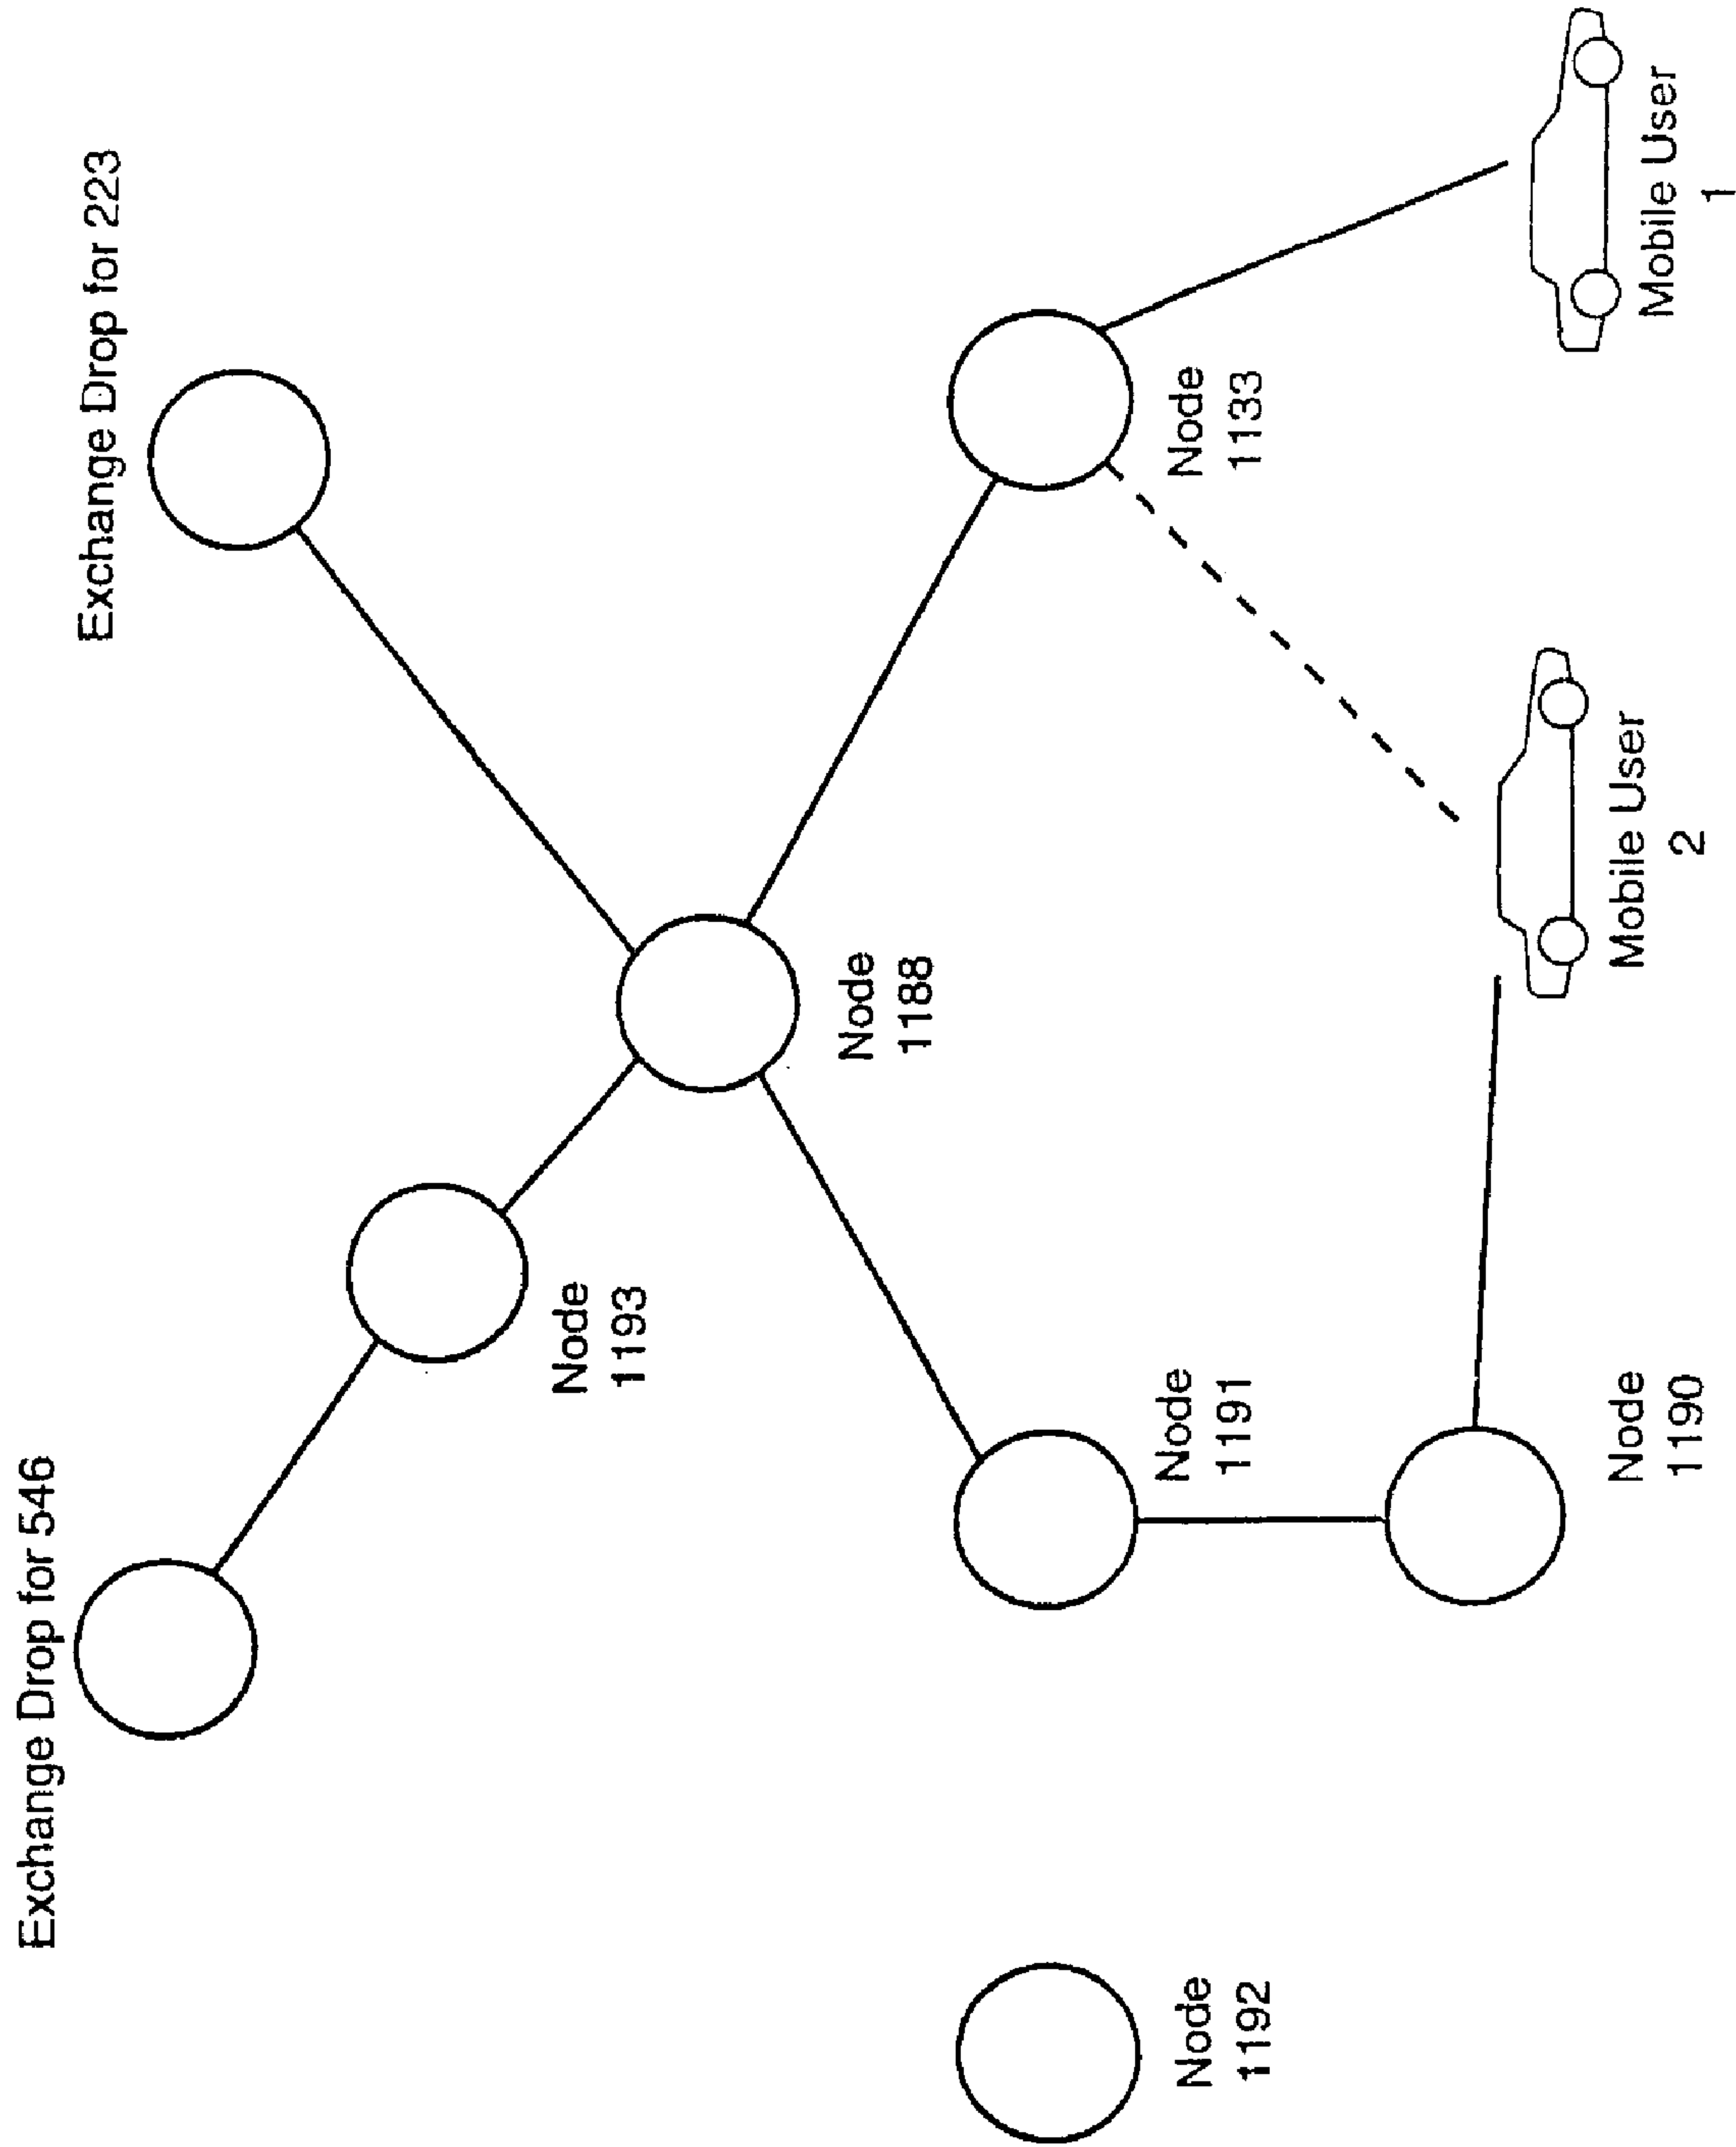 Exchange Drop for 546
Exchange Drop for 223
Node
1193
Node
1188
Node
1192
Node
1191
Node
1133
Node
1190
Mobile User
2
Mobile User
1